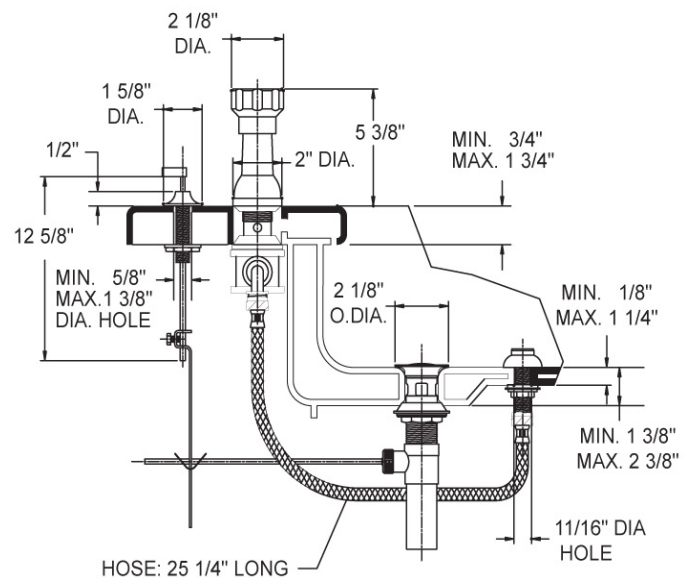 2 1/8"
DIA.
1 5/8"
DIA.
1/2"
5 3/8"
2" DIA.
MIN. 3/4"
MAX. 1 3/4"
12 5/8"
MIN. 5/8"
MAX.1 3/8"
DIA. HOLE
2 1/8"
O.DIA.
MIN. 1/8"
MAX. 1 1/4"
MIN. 1 3/8"
MAX. 2 3/8"
11/16" DIA
HOLE
HOSE: 25 1/4" LONG